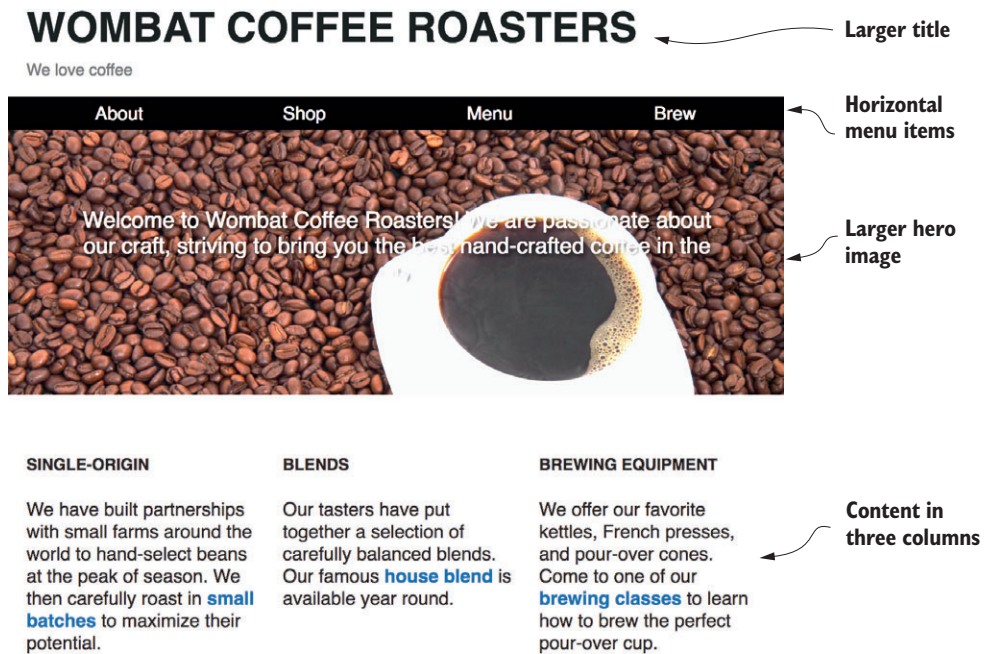 WOMBAT COFFEE ROASTERS
Larger title
We love coffee
About Shop Menu Brew
Horizontal
menu items
Welcome to Wombat Coffee Roasters! We are passionate about
our craft, striving to bring you the best hand-crafted coffee in the
Larger hero
image
SINGLE-ORIGIN
We have built partnerships
with small farms around the
world to hand-select beans
at the peak of season. We
then carefully roast in small
batches to maximize their
potential.
BLENDS
Our tasters have put
together a selection of
carefully balanced blends.
Our famous house blend is
available year round.
BREWING EQUIPMENT
We offer our favorite
kettles, French presses,
and pour-over cones.
Come to one of our
brewing classes to learn
how to brew the perfect
pour-over cup.
Content in
three columns